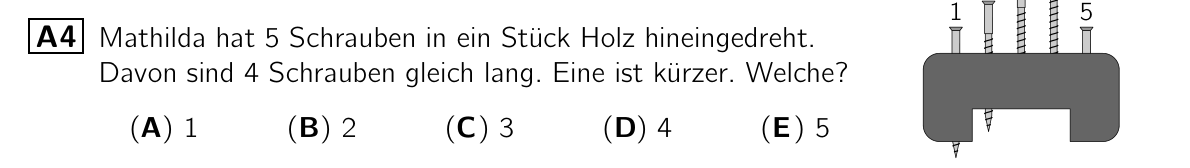 A4 Mathilda hat 5 Schrauben in ein Stück Holz hineingedreht.
Davon sind 4 Schrauben gleich lang. Eine ist kürzer. Welche?
(A) 1 (B) 2 (C) 3 (D) 4 (E) 5
1 5